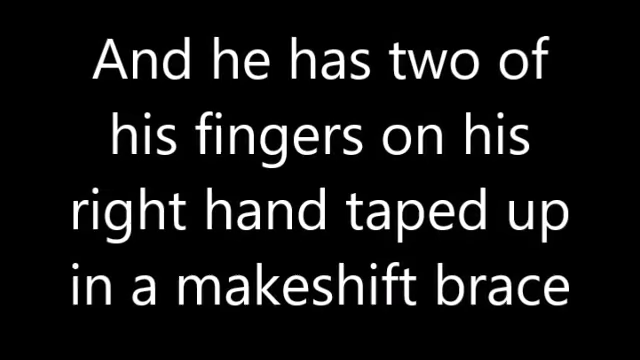 And he has two of
his fingers on his
right hand taped up
in a makeshift brace